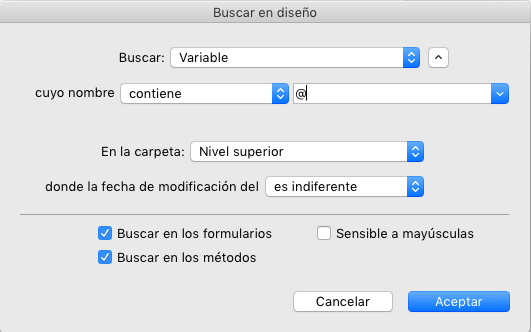 Buscar en diseño
Buscar: Variable
cuyo nombre contiene @
En la carpeta: Nivel superior
donde la fecha de modificación del es indiferente
Buscar en los formularios Sensible a mayúsculas
Buscar en los métodos
Cancelar Aceptar